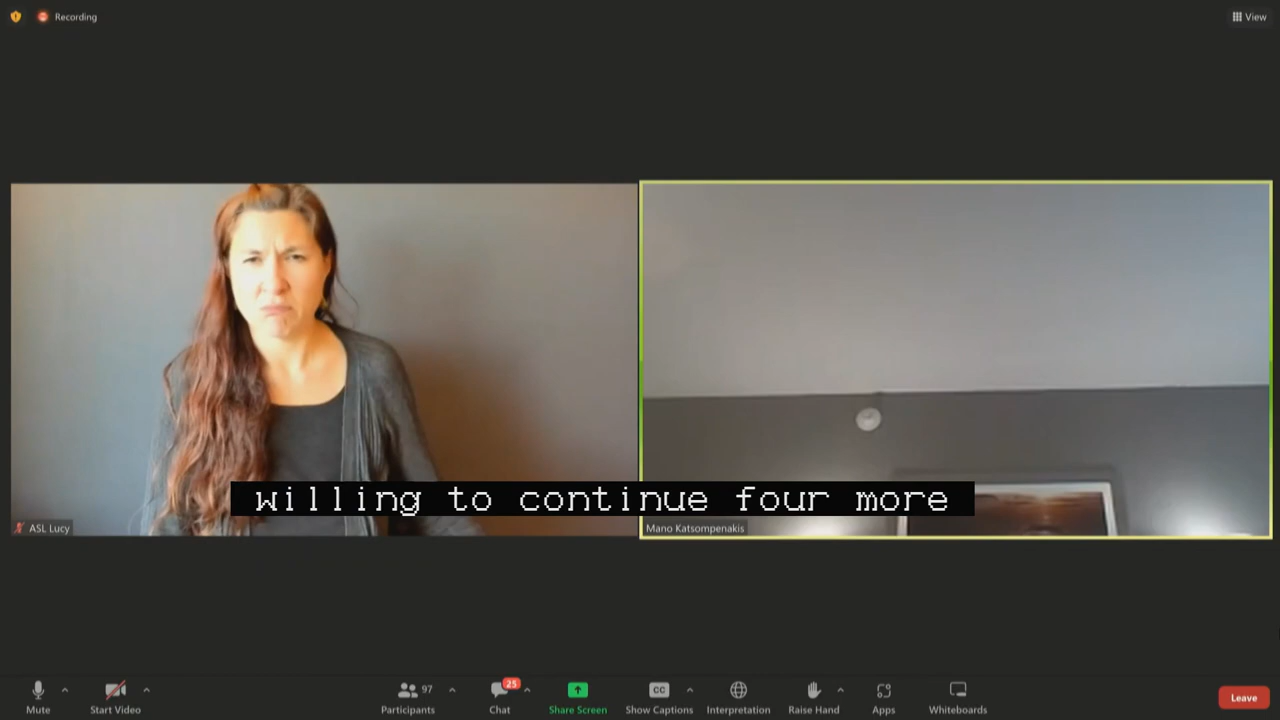 Recording
View
willing to continue four more
ASL Lucy
Mano Katsompenakis
Mute
Start Video
97
Participants
25
Chat
Share Screen
CC
Show Captions
Interpretation
Raise Hand
Apps
Whiteboards
Leave